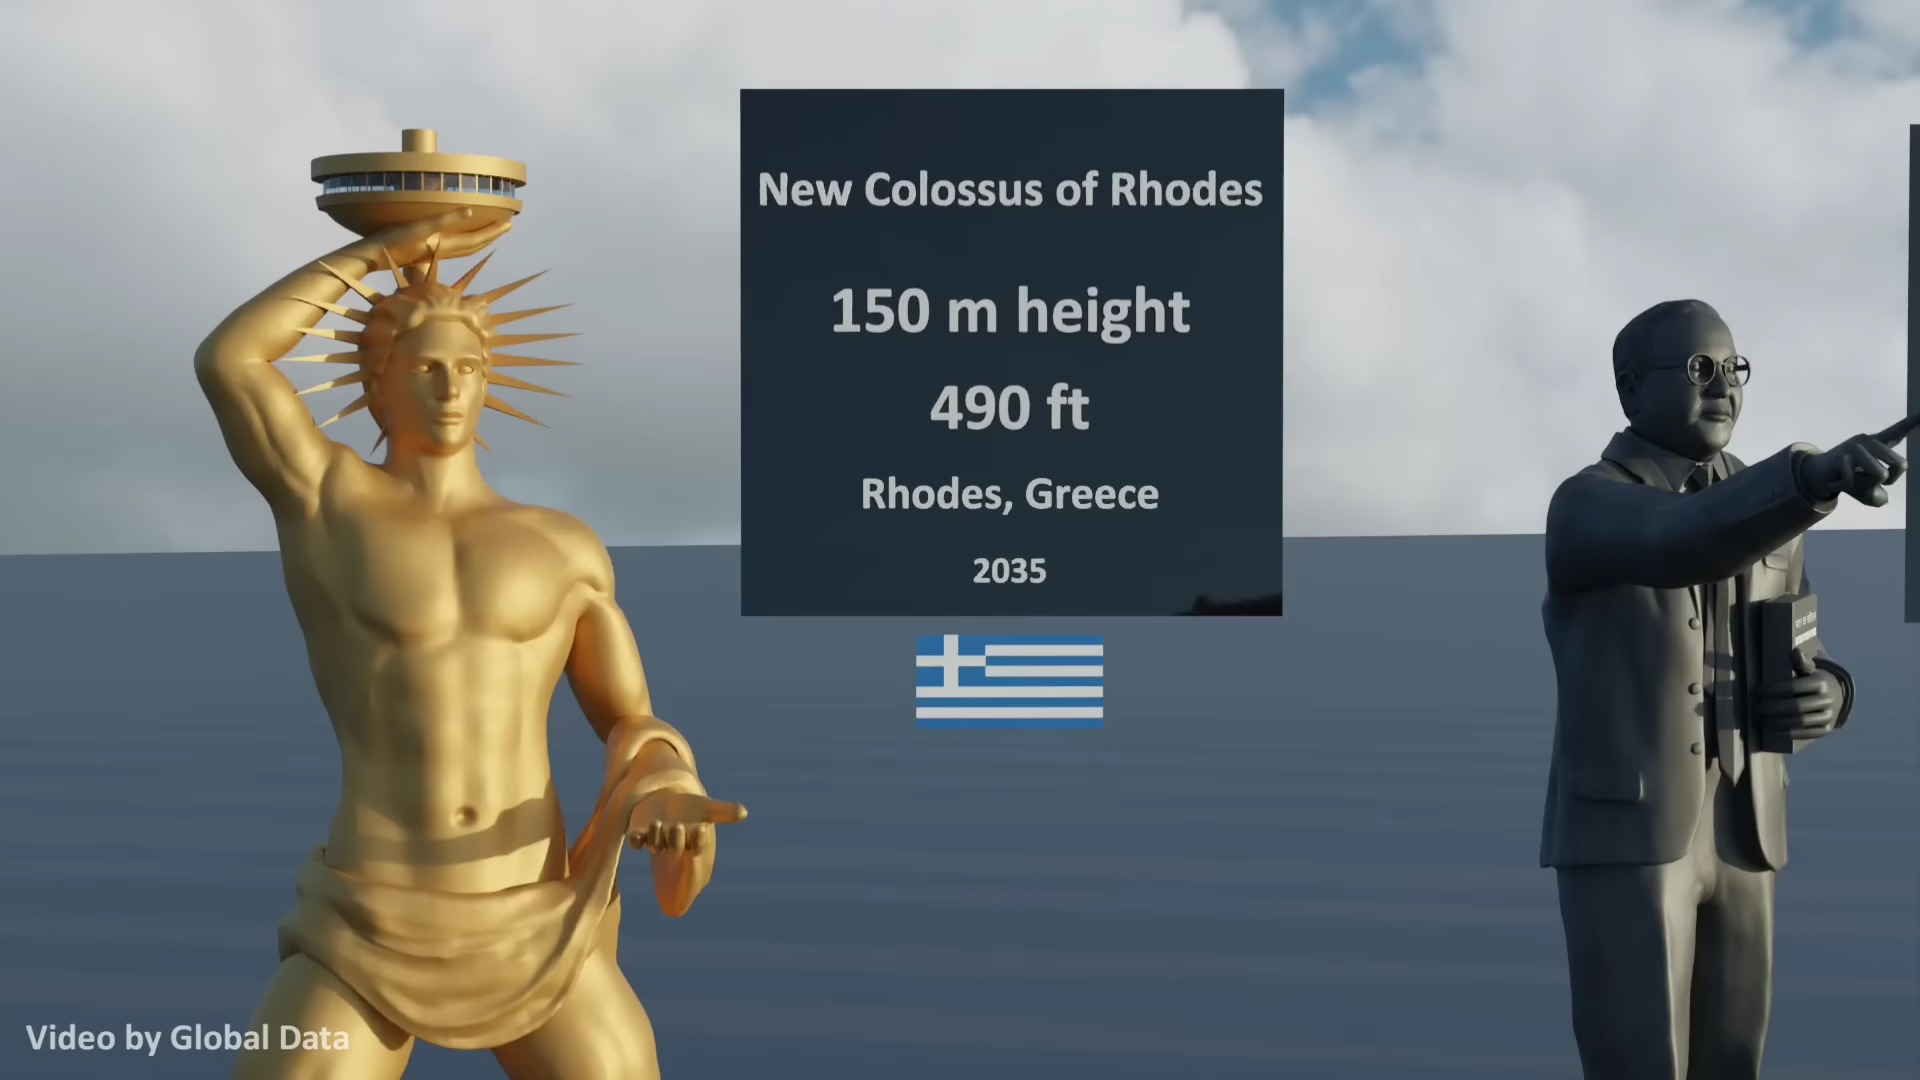 New Colossus of Rhodes
150 m height
490 ft
Rhodes, Greece
2035
Video by Global Data